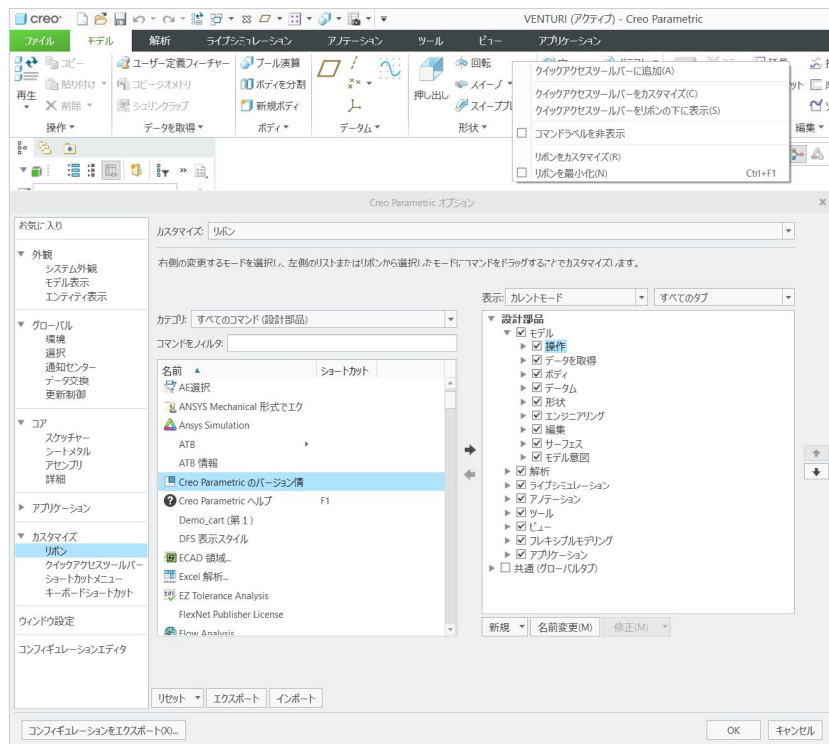 creo°
VENTURI (アクティブ) - Creo Parametric
ファイル モデル 解析 ライブシミュレーション アノテーション ツール ビュー アプリケーション
コピー
貼り付け
削除
再生
操作
ユーザー定義フィーチャー
コピージオメトリ
シュリンクラップ
データを取得
ブール演算
ボディを分割
新規ボディ
ボディ
データム
押し出し
回転
形状
編集
クイックアクセスツールバーに追加(A)
クイックアクセスツールバーをカスタマイズ(C)
クイックアクセスツールバーをリボンの下に表示(S)
コマンドラベルを非表示
リボンをカスタマイズ(R)
リボンを最小化(N) Ctrl+F1
Creo Parametric オプション
お気に入り
外観
システム外観
モデル表示
エンティティ表示
グローバル
環境
選択
通知センター
データ交換
更新制御
コア
スケッチャー
シートメタル
アセンブリ
詳細
アプリケーション
カスタマイズ
リボン
クイックアクセスツールバー
ショートカットメニュー
キーボードショートカット
ウィンドウ設定
コンフィギュレーションエディタ
カスタマイズ: リボン
右側の変更するモードを選択し、左側のリストまたはリボンから選択したモードにコマンドをドラッグすることでカスタマイズします。
カテゴリ: すべてのコマンド (設計部品)
コマンドをフィルタ:
名前 ショートカット
AE選択
ANSYS Mechanical 形式でエク
Ansys Simulation
ATB
ATB 情報
Creo Parametric のバージョン情
Creo Parametric ヘルプ F1
Demo_cart (第 1 )
DFS 表示スタイル
ECAD 領域...
Excel 解析...
EZ Tolerance Analysis
FlexNet Publisher License
Flow Analysis
表示: カレントモード すべてのタブ
設計部品
モデル
操作
データを取得
ボディ
データム
形状
エンジニアリング
編集
サーフェス
モデル意図
解析
ライブシミュレーション
アノテーション
ツール
ビュー
フレキシブルモデリング
アプリケーション
共通 (グローバルタブ)
新規 名前変更(M) 修正(M)
リセット エクスポート インポート
コンフィギュレーションをエクスポート(X)... OK キャンセル